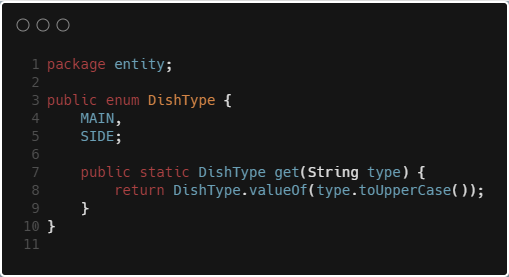 1 package entity;
2
3 public enum DishType {
4     MAIN,
5     SIDE;
6
7     public static DishType get(String type) {
8         return DishType.valueOf(type.toUpperCase());
9     }
10 }
11